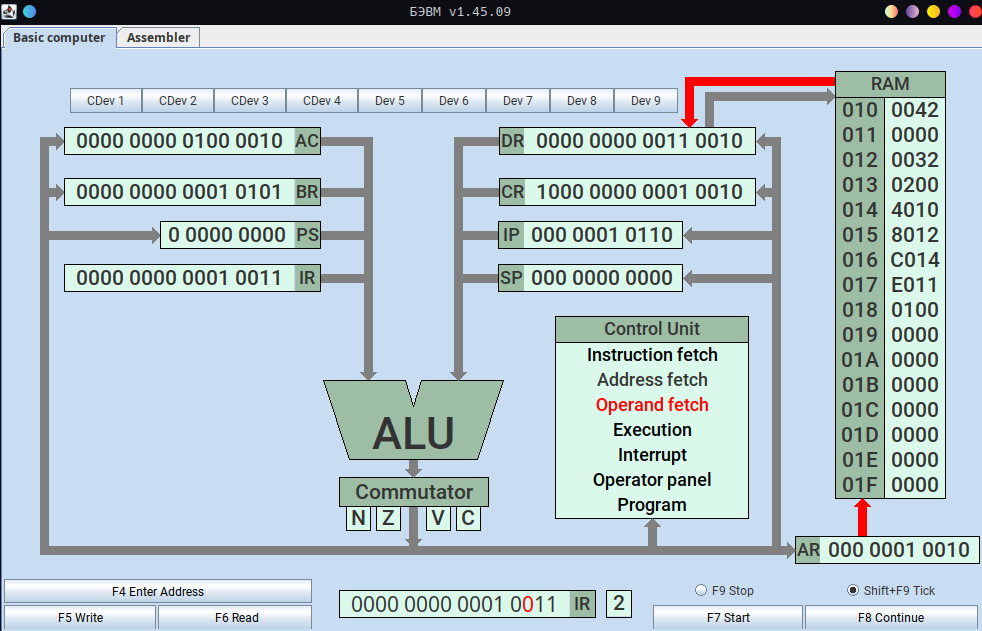 БЭВМ v1.45.09
Basic computer Assembler
CDev 1 CDev 2 CDev 3 CDev 4 Dev 5 Dev 6 Dev 7 Dev 8 Dev 9
0000 0000 0100 0010 AC
0000 0000 0001 0101 BR
0 0000 0000 PS
0000 0000 0001 0011 IR
DR 0000 0000 0011 0010
CR 1000 0000 0001 0010
IP 000 0001 0110
SP 000 0000 0000
RAM
010 0042
011 0000
012 0032
013 0200
014 4010
015 8012
016 C014
017 E011
018 0100
019 0000
01A 0000
01B 0000
01C 0000
01D 0000
01E 0000
01F 0000
ALU
Commutator
N Z V C
Control Unit
Instruction fetch
Address fetch
Operand fetch
Execution
Interrupt
Operator panel
Program
AR 000 0001 0010
F4 Enter Address
F5 Write F6 Read
0000 0000 0001 0011 IR 2
F9 Stop Shift+F9 Tick
F7 Start F8 Continue